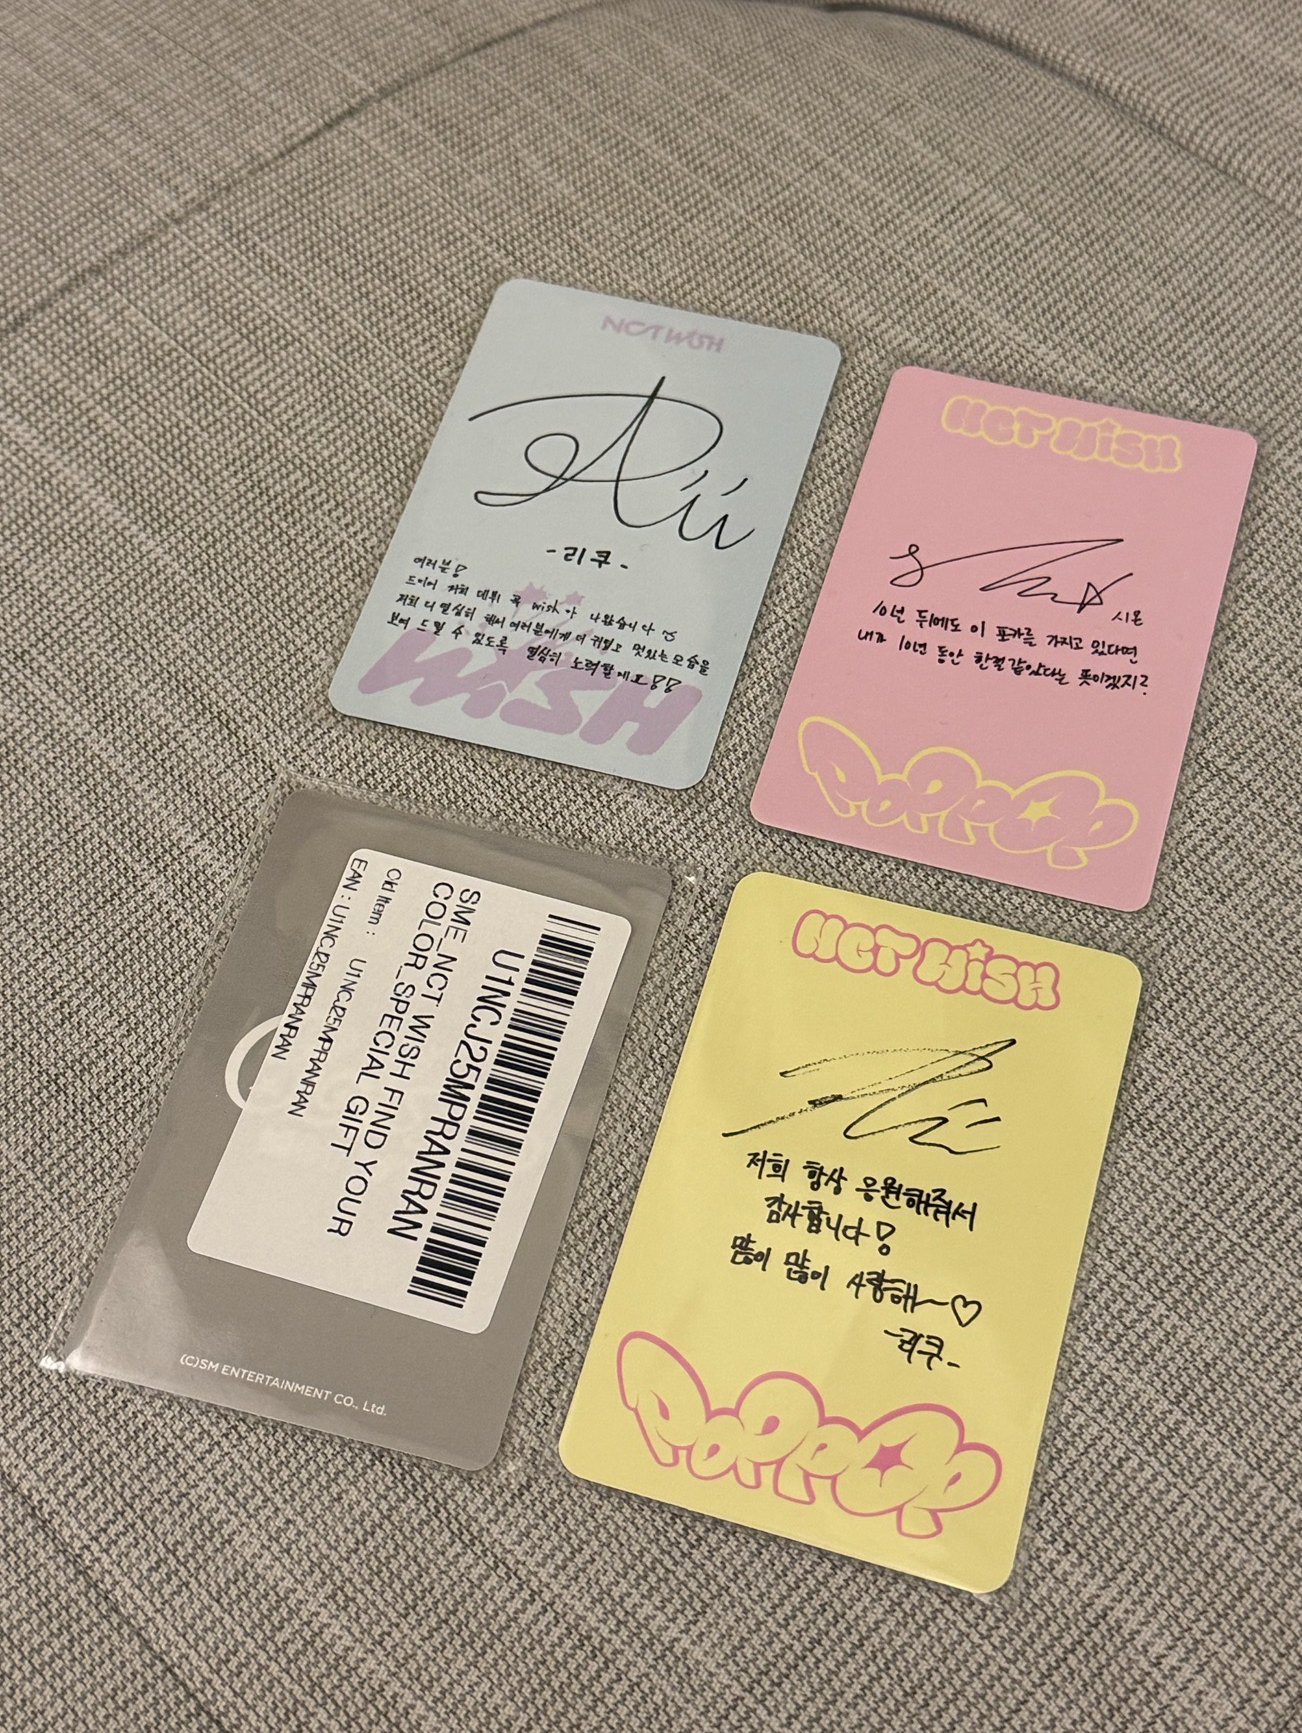 NCT WISH
Riku
-리쿠-
여러분!
드디어 저희 데뷔 곡 wish 가 나왔습니다
저희 더 열심히 해서 여러분에게 더 귀엽고 멋있는 모습을
보여 드릴 수 있도록 열심히 노력할게요!!
WISH
NCT WISH
시온
10년 뒤에도 이 포카를 가지고 있다면
내가 10년 동안 한결같았다는 뜻이겠지?
POPPOP
U1NCJ25MPRANRAN
SME_NCT WISH FIND YOUR
COLOR_SPECIAL GIFT
Old Item : U1NCJ25MPRANRAN
EAN : U1NCJ25MPRANRAN
(C)SM ENTERTAINMENT CO., Ltd.
NCT WISH
저희 항상 응원해줘서
감사합니다!
많이 많이 사랑해~♡
-리쿠-
POPPOP